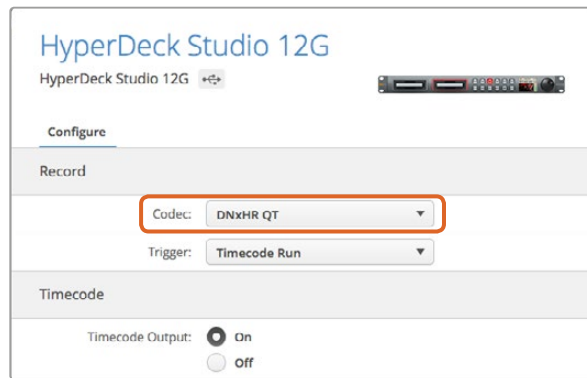 HyperDeck Studio 12G
HyperDeck Studio 12G
Configure
Record
Codec: DNxHR QT
Trigger: Timecode Run
Timecode
Timecode Output: On
Off